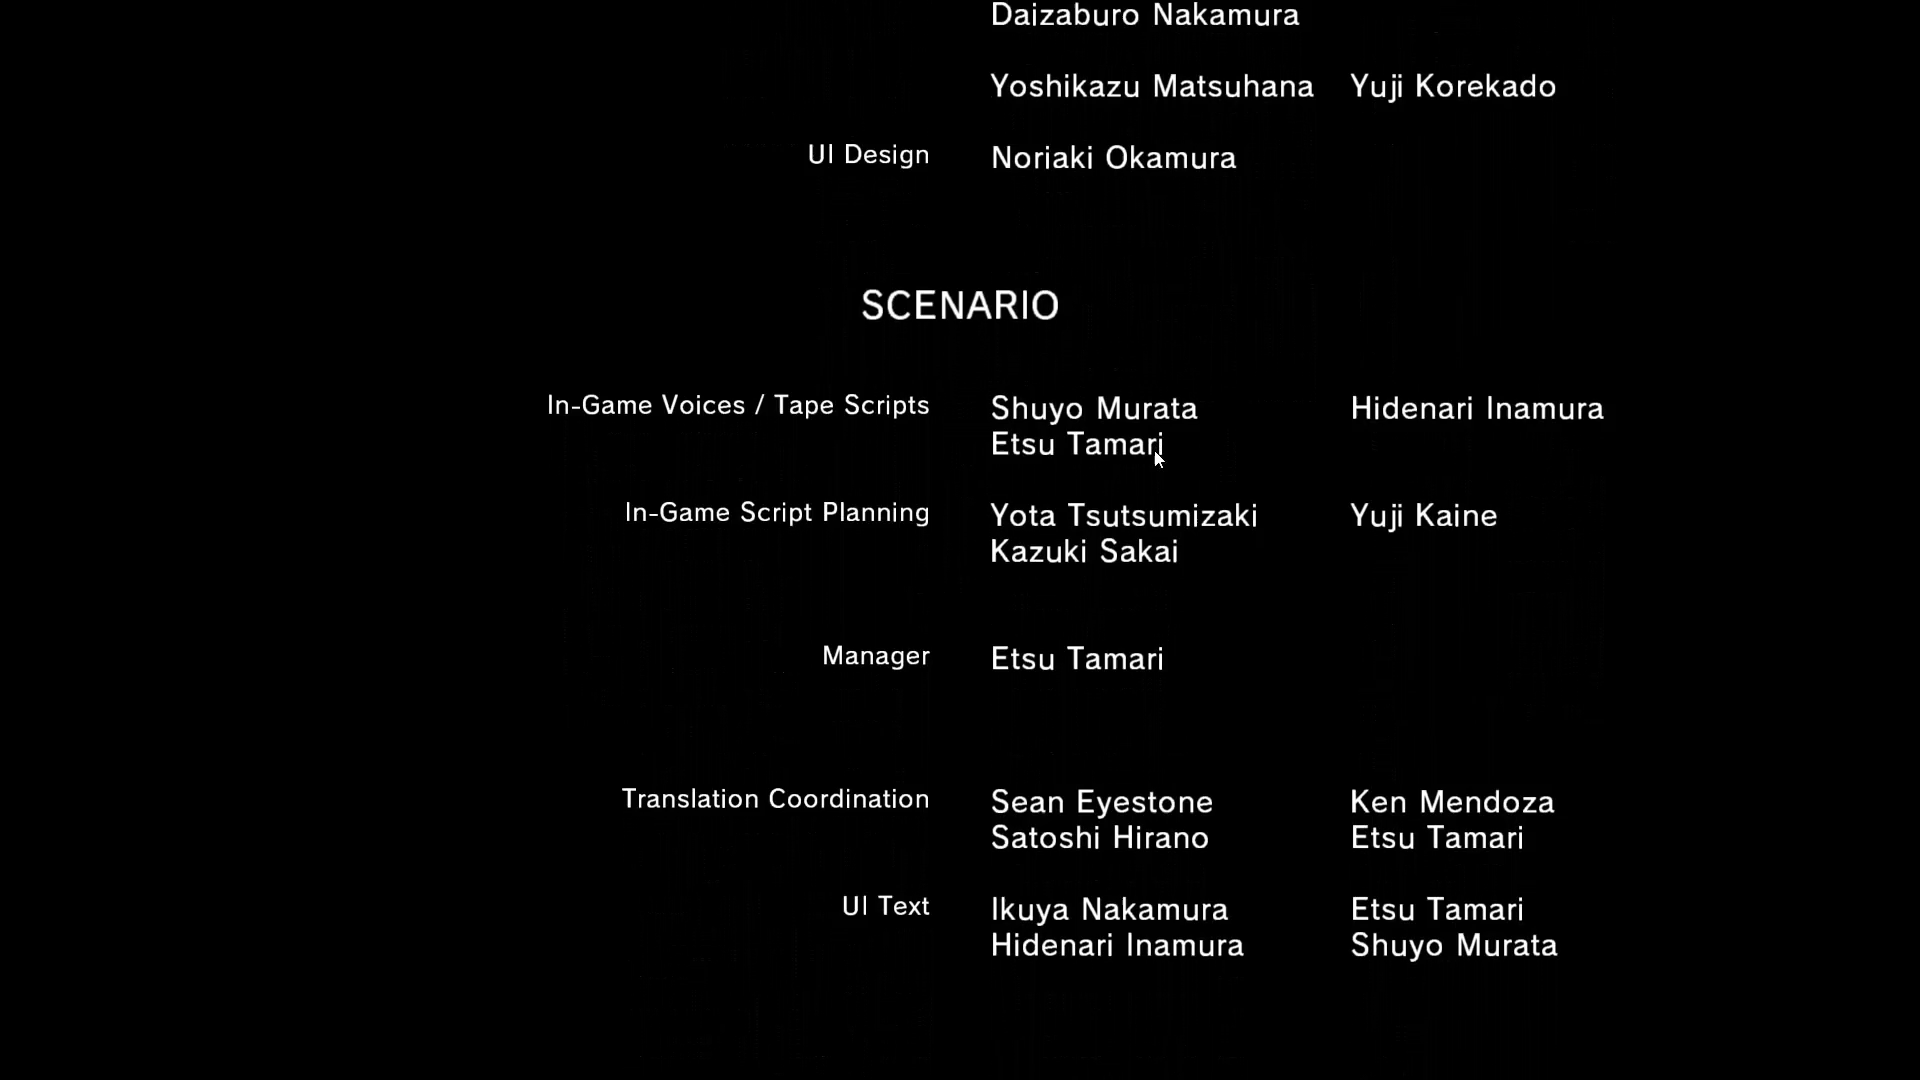 Daizaburo Nakamura
Yoshikazu Matsuhana Yuji Korekado
UI Design Noriaki Okamura
SCENARIO
In-Game Voices / Tape Scripts Shuyo Murata Hidenari Inamura
Etsu Tamari
In-Game Script Planning Yota Tsutsumizaki Yuji Kaine
Kazuki Sakai
Manager Etsu Tamari
Translation Coordination Sean Eyestone Ken Mendoza
Satoshi Hirano Etsu Tamari
UI Text Ikuya Nakamura Etsu Tamari
Hidenari Inamura Shuyo Murata